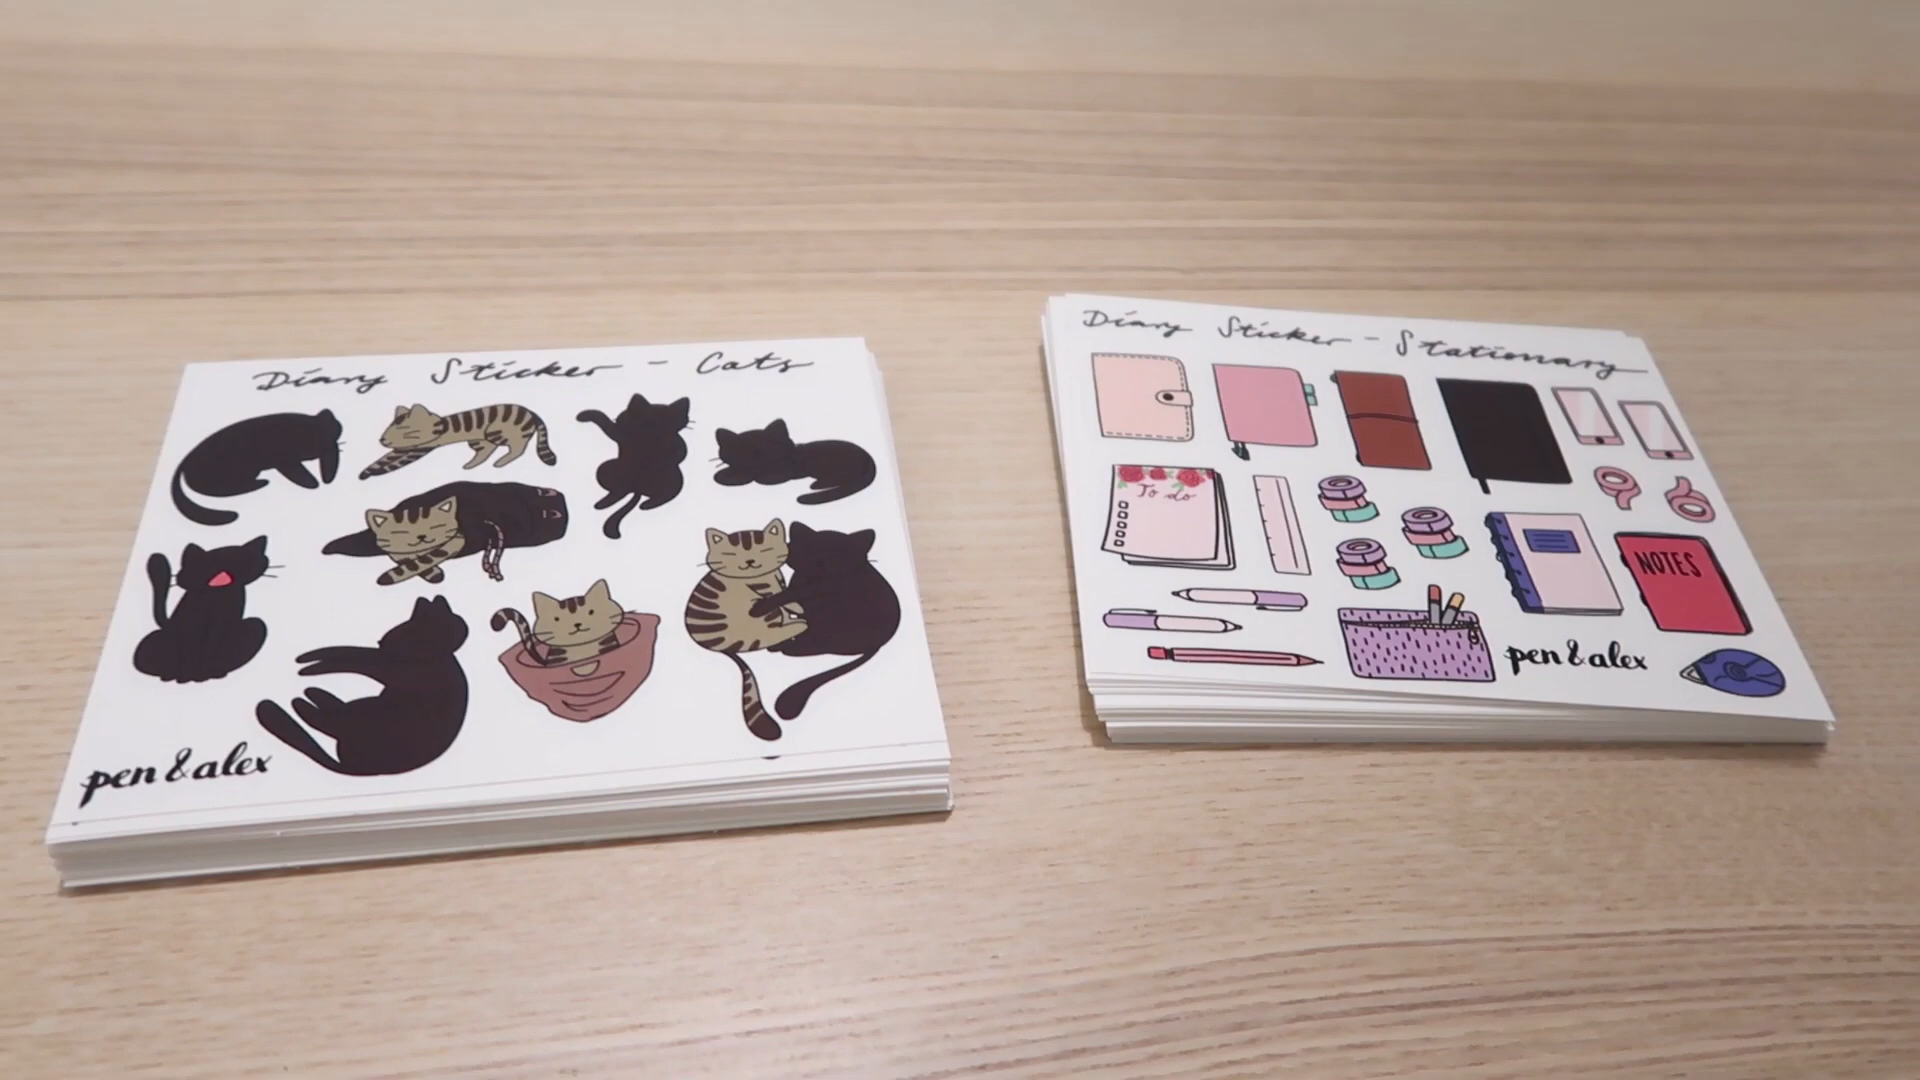 Diary Sticker - Cats
pen & alex
Diary Sticker - Stationary
To do
NOTES
pen & alex